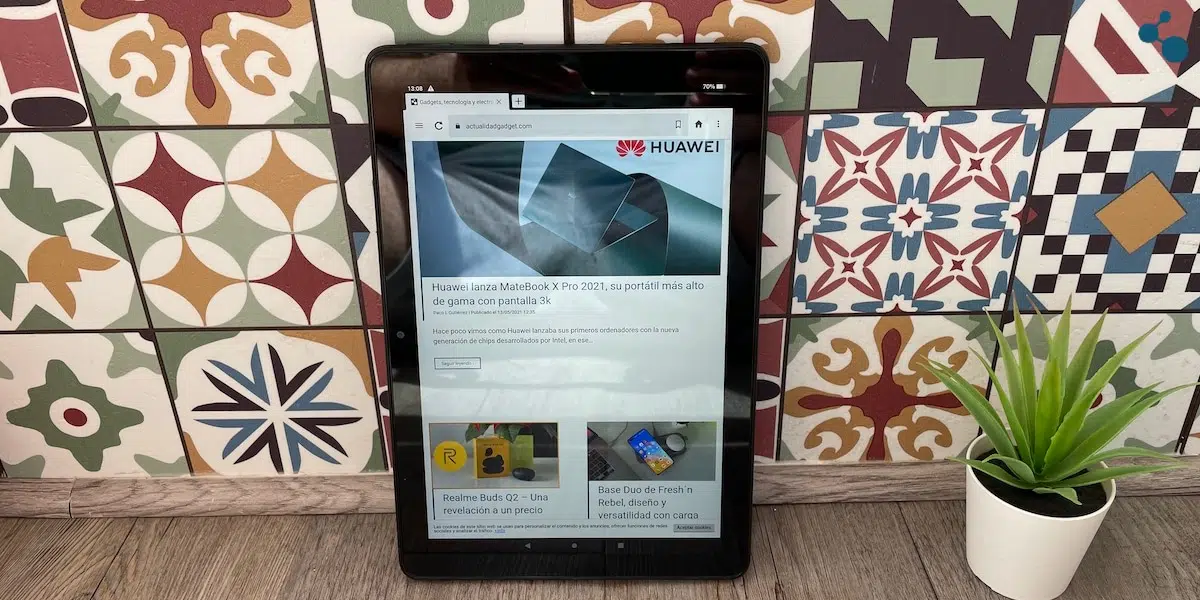 13:08
70%
Gadgets, tecnología y electró
actualidadgadget.com
HUAWEI
Huawei lanza MateBook X Pro 2021, su portátil más alto
de gama con pantalla 3k
Paco L Gutiérrez | Publicado el 13/05/2021 12:35
Hace poco vimos como Huawei lanzaba sus primeros ordenadores con la nueva
generación de chips desarrollados por Intel, en ese...
Seguir leyendo
Realme Buds Q2 – Una
revelación a un precio
Base Duo de Fresh'n
Rebel, diseño y
versatilidad con carga
Las cookies de este sitio web se usan para personalizar el contenido y los anuncios, ofrecer funciones de redes
sociales y analizar el tráfico.
Aceptar cookies